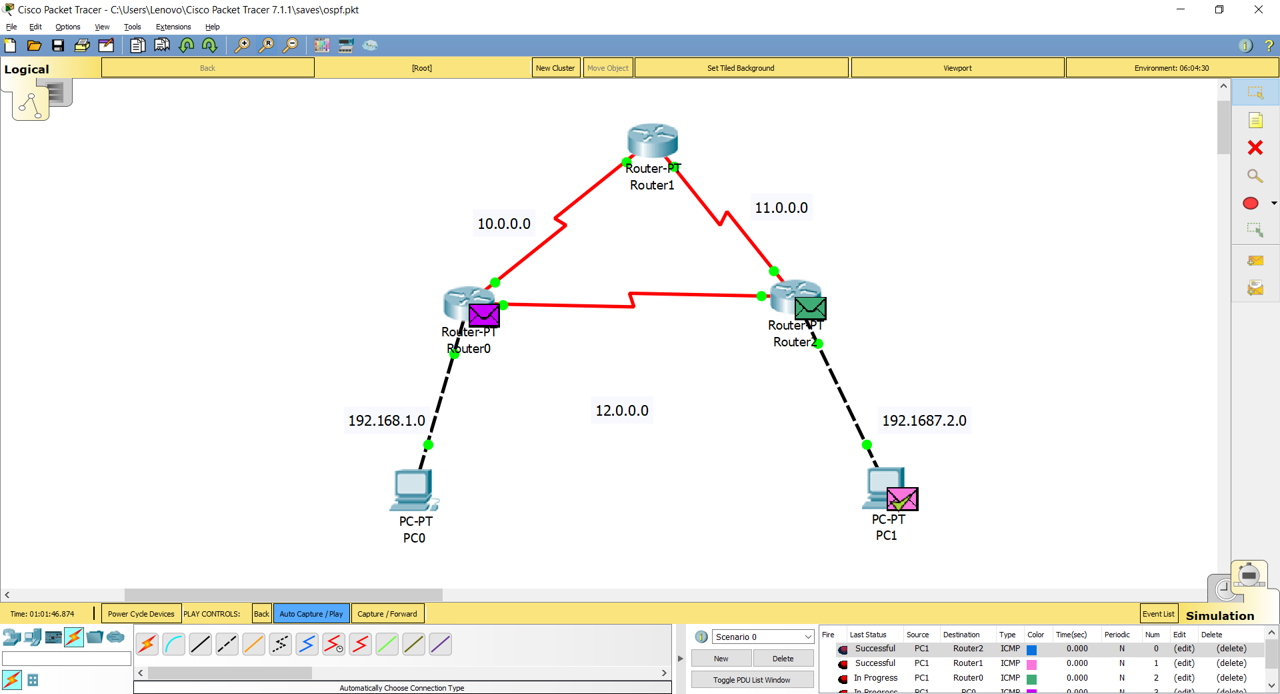 Cisco Packet Tracer - C:\Users\Lenovo\Cisco Packet Tracer 7.1.1\saves\ospf.pkt
File Edit Options View Tools Extensions Help
Logical Back [Root] New Cluster Move Object Set Tiled Background Viewport Environment: 06:04:30
Router-PT
Router1
10.0.0.0
11.0.0.0
Router-PT
Router0
Router-PT
Router2
12.0.0.0
192.168.1.0
192.1687.2.0
PC-PT
PC0
PC-PT
PC1
Time: 01:01:46.874 Power Cycle Devices PLAY CONTROLS: Back Auto Capture / Play Capture / Forward Event List Simulation
Scenario 0
New Delete
Toggle PDU List Window
Fire Last Status Source Destination Type Color Time(sec) Periodic Num Edit Delete
Successful PC1 Router2 ICMP 0.000 N 0 (edit) (delete)
Successful PC1 Router1 ICMP 0.000 N 1 (edit) (delete)
In Progress PC1 Router0 ICMP 0.000 N 2 (edit) (delete)
In Progress PC1 PC0 ICMP 0.000 N (edit) (delete)
Automatically Choose Connection Type